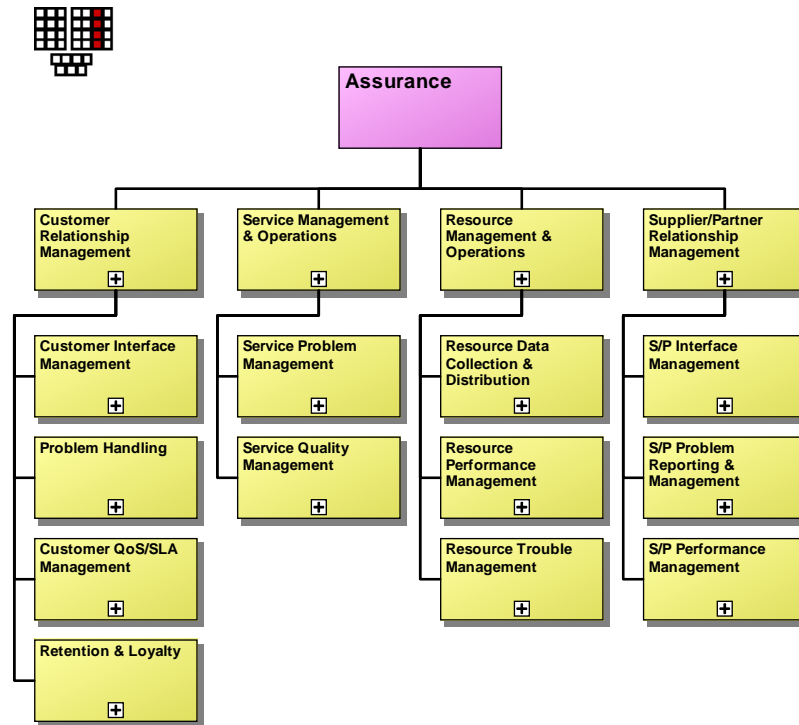 Assurance
Customer
Relationship
Management
Service Management
& Operations
Resource
Management &
Operations
Supplier/Partner
Relationship
Management
Customer Interface
Management
Service Problem
Management
Resource Data
Collection &
Distribution
S/P Interface
Management
Problem Handling
Service Quality
Management
Resource
Performance
Management
S/P Problem
Reporting &
Management
Customer QoS/SLA
Management
Resource Trouble
Management
S/P Performance
Management
Retention & Loyalty